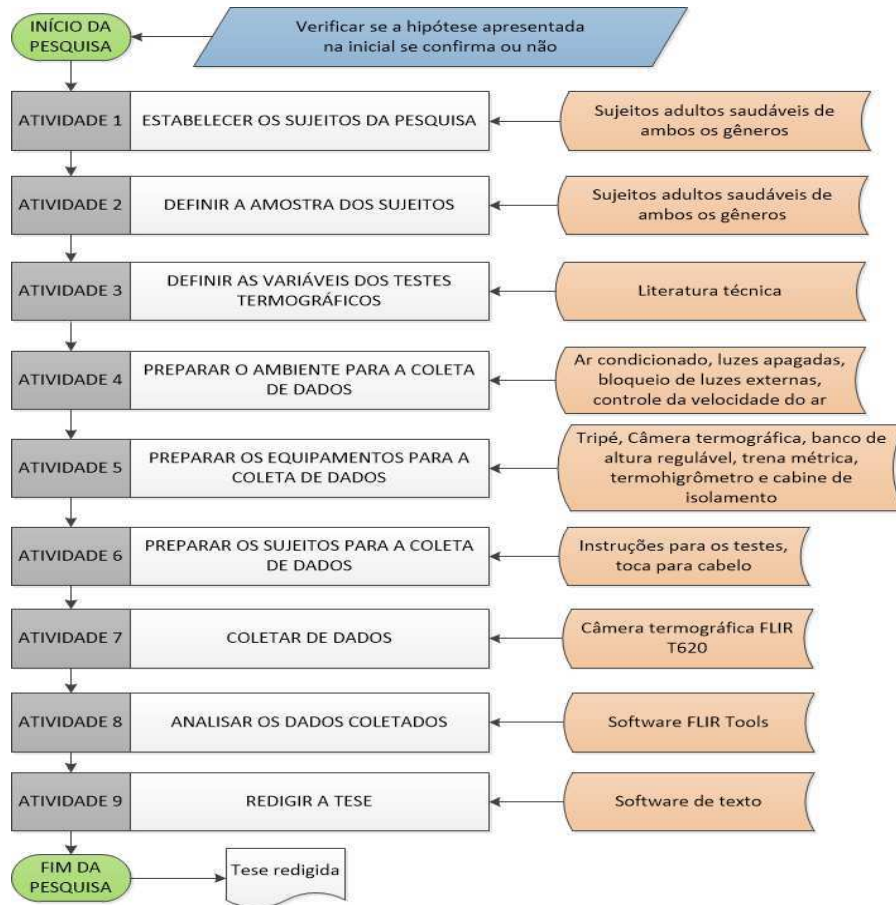 INÍCIO DA
PESQUISA
Verificar se a hipótese apresentada
na inicial se confirma ou não
ATIVIDADE 1
ESTABELECER OS SUJEITOS DA PESQUISA
Sujeitos adultos saudáveis de
ambos os gêneros
ATIVIDADE 2
DEFINIR A AMOSTRA DOS SUJEITOS
Sujeitos adultos saudáveis de
ambos os gêneros
ATIVIDADE 3
DEFINIR AS VARIÁVEIS DOS TESTES
TERMOGRÁFICOS
Literatura técnica
ATIVIDADE 4
PREPARAR O AMBIENTE PARA A COLETA
DE DADOS
Ar condicionado, luzes apagadas,
bloqueio de luzes externas,
controle da velocidade do ar
ATIVIDADE 5
PREPARAR OS EQUIPAMENTOS PARA A
COLETA DE DADOS
Tripé, Câmera termográfica, banco de
altura regulável, trena métrica,
termohigrômetro e cabine de
isolamento
ATIVIDADE 6
PREPARAR OS SUJEITOS PARA A COLETA
DE DADOS
Instruções para os testes,
toca para cabelo
ATIVIDADE 7
COLETAR DE DADOS
Câmera termográfica FLIR
T620
ATIVIDADE 8
ANALISAR OS DADOS COLETADOS
Software FLIR Tools
ATIVIDADE 9
REDIGIR A TESE
Software de texto
FIM DA
PESQUISA
Tese redigida